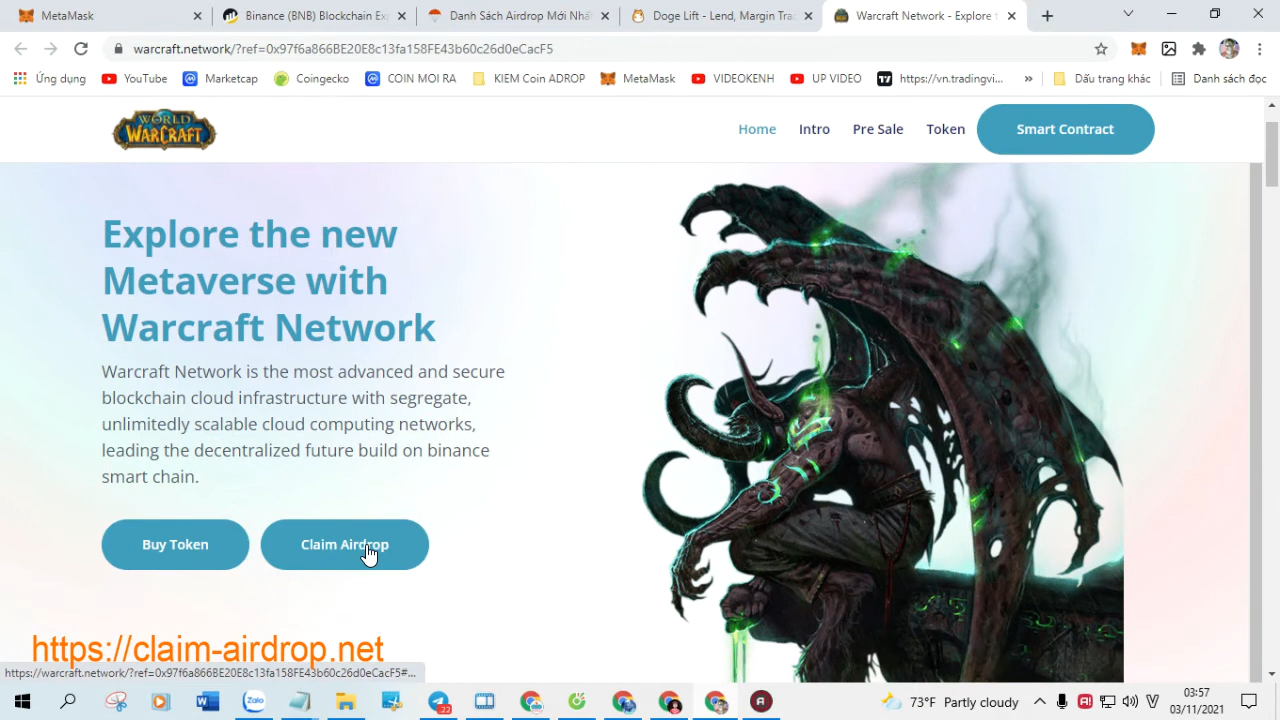 MetaMask
Binance (BNB) Blockchain Exp
Danh Sách Airdrop Mới Nhất
Doge Lift - Lend, Margin Trac
Warcraft Network - Explore t
warcraft.network/?ref=0x97f6a866BE20E8c13fa158FE43b60c26d0eCacF5
Ứng dụng YouTube Marketcap Coingecko COIN MOI RA KIEM Coin ADROP MetaMask VIDEOKENH UP VIDEO https://vn.tradingvi... » Dấu trang khác Danh sách đọc
WORLD
WARCRAFT
Home Intro Pre Sale Token Smart Contract
Explore the new
Metaverse with
Warcraft Network
Warcraft Network is the most advanced and secure
blockchain cloud infrastructure with segregate,
unlimitedly scalable cloud computing networks,
leading the decentralized future build on binance
smart chain.
Buy Token Claim Airdrop
https://claim-airdrop.net
https://warcraft.network/?ref=0x97f6a866BE20E8c13fa158FE43b60c26d0eCacF5#...
Zalo
22
73°F Partly cloudy
03:57
03/11/2021